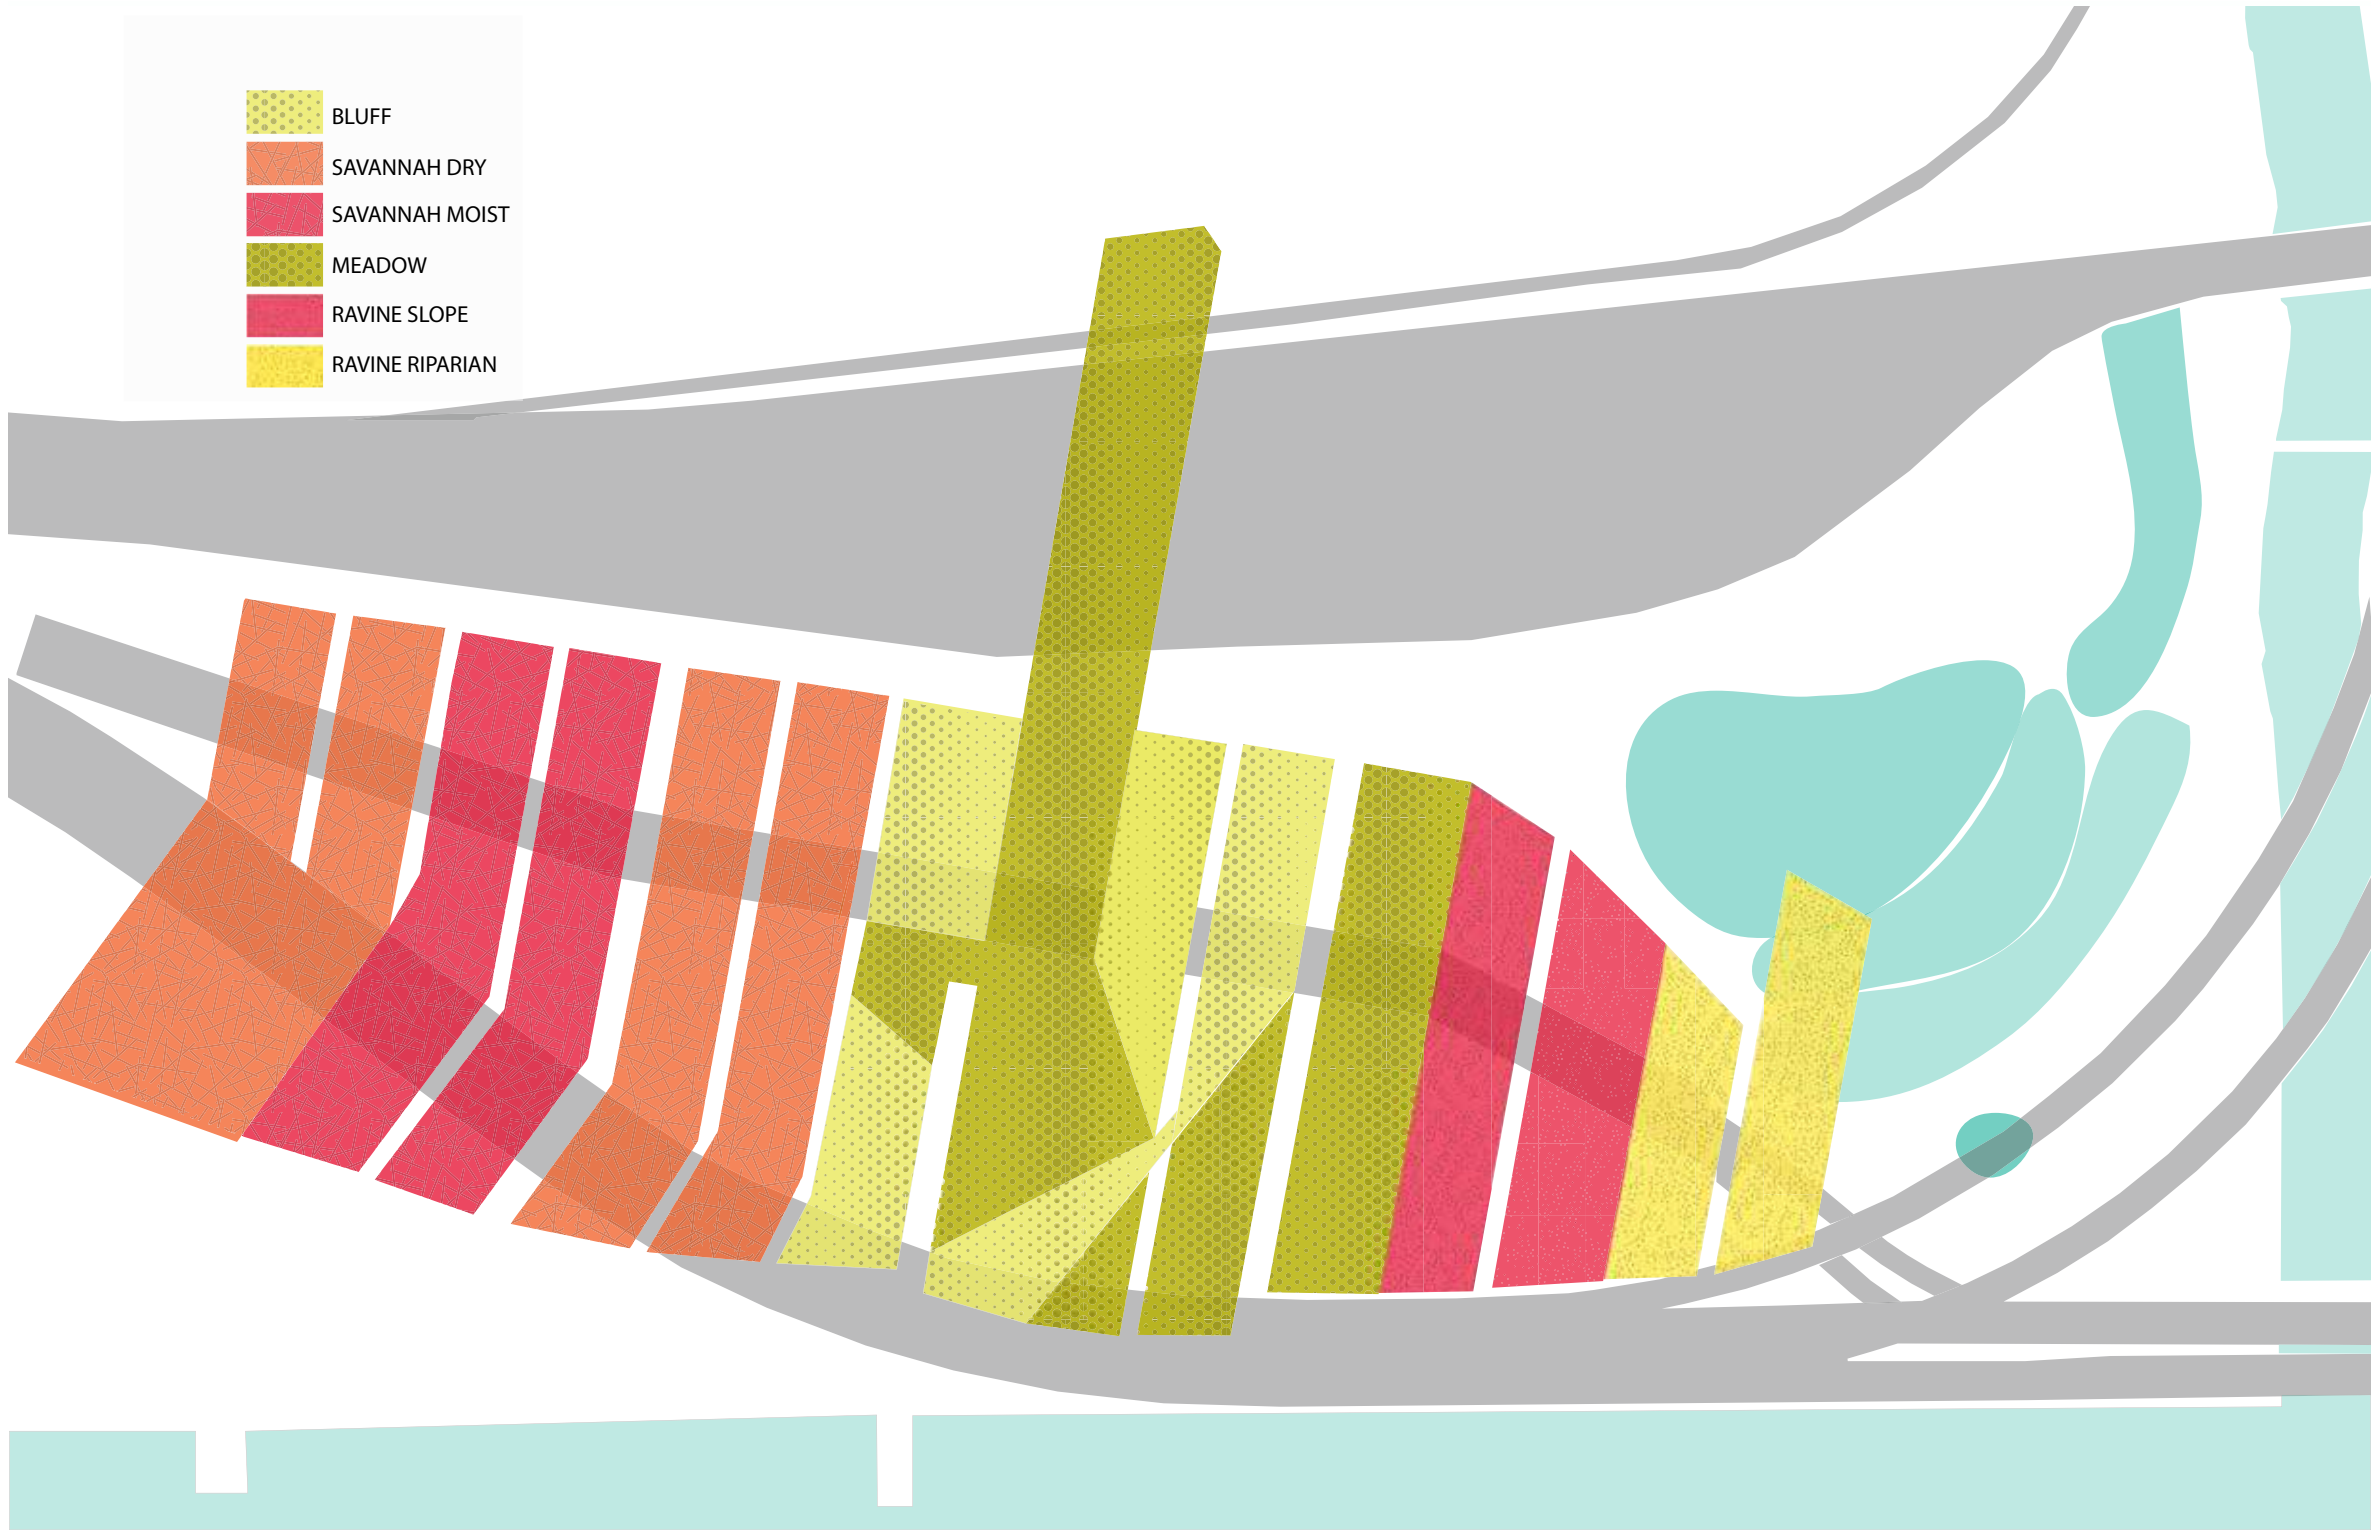 BLUFF
SAVANNAH DRY
SAVANNAH MOIST
MEADOW
RAVINE SLOPE
RAVINE RIPARIAN